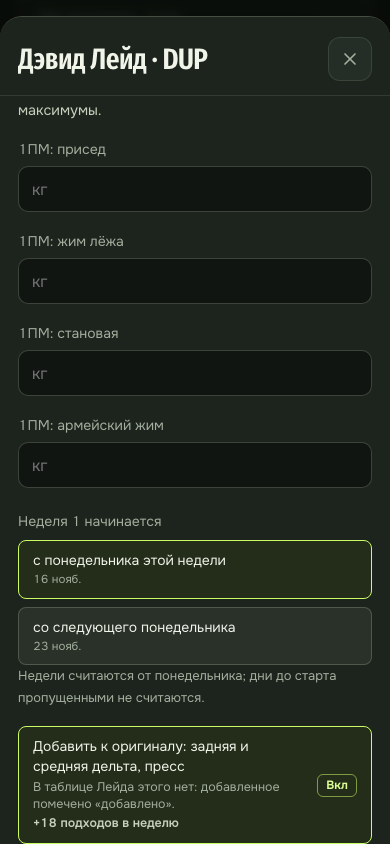 Дэвид Лейд · DUP
максимумы.
1ПМ: присед
кг
1ПМ: жим лёжа
кг
1ПМ: становая
кг
1ПМ: армейский жим
кг
Неделя 1 начинается
с понедельника этой недели
16 нояб.
со следующего понедельника
23 нояб.
Недели считаются от понедельника; дни до старта
пропущенными не считаются.
Добавить к оригиналу: задняя и
средняя дельта, пресс
В таблице Лейда этого нет: добавленное
помечено «добавлено».
+18 подходов в неделю
Вкл